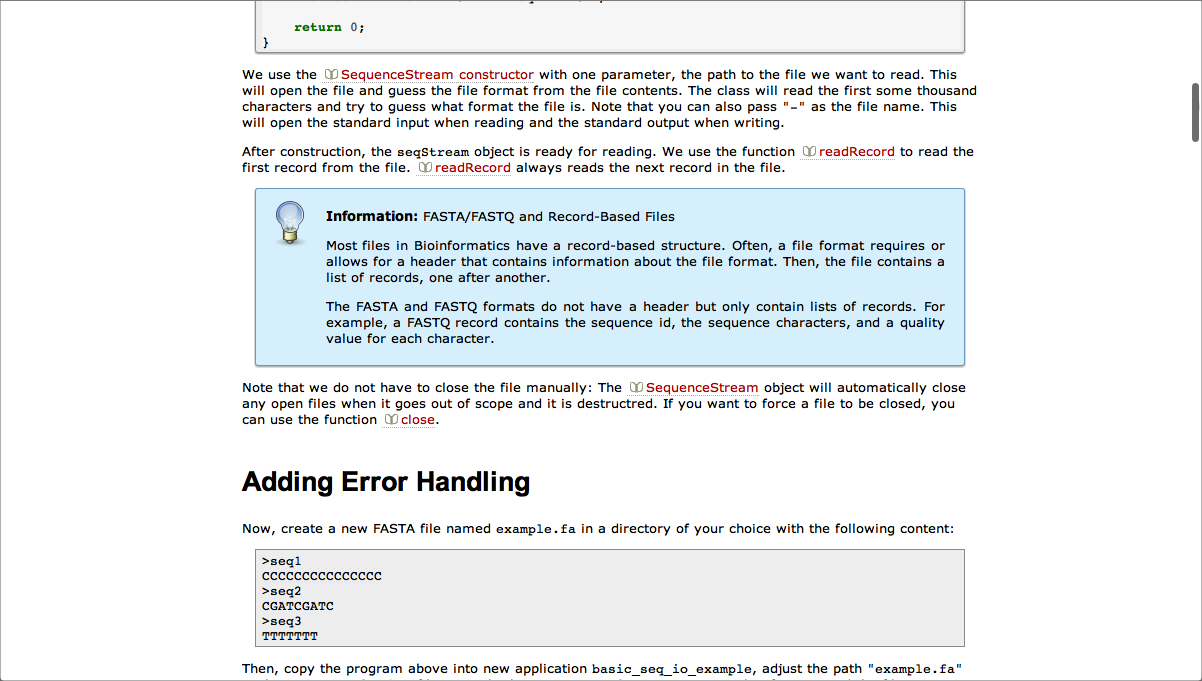 return 0;
}
We use the SequenceStream constructor with one parameter, the path to the file we want to read. This
will open the file and guess the file format from the file contents. The class will read the first some thousand
characters and try to guess what format the file is. Note that you can also pass "-" as the file name. This
will open the standard input when reading and the standard output when writing.
After construction, the seqStream object is ready for reading. We use the function readRecord to read the
first record from the file. readRecord always reads the next record in the file.
Information: FASTA/FASTQ and Record-Based Files
Most files in Bioinformatics have a record-based structure. Often, a file format requires or
allows for a header that contains information about the file format. Then, the file contains a
list of records, one after another.
The FASTA and FASTQ formats do not have a header but only contain lists of records. For
example, a FASTQ record contains the sequence id, the sequence characters, and a quality
value for each character.
Note that we do not have to close the file manually: The SequenceStream object will automatically close
any open files when it goes out of scope and it is destructred. If you want to force a file to be closed, you
can use the function close.
Adding Error Handling
Now, create a new FASTA file named example.fa in a directory of your choice with the following content:
>seq1
CCCCCCCCCCCCCCC
>seq2
CGATCGATC
>seq3
TTTTTTT
Then, copy the program above into new application basic_seq_io_example, adjust the path "example.fa"